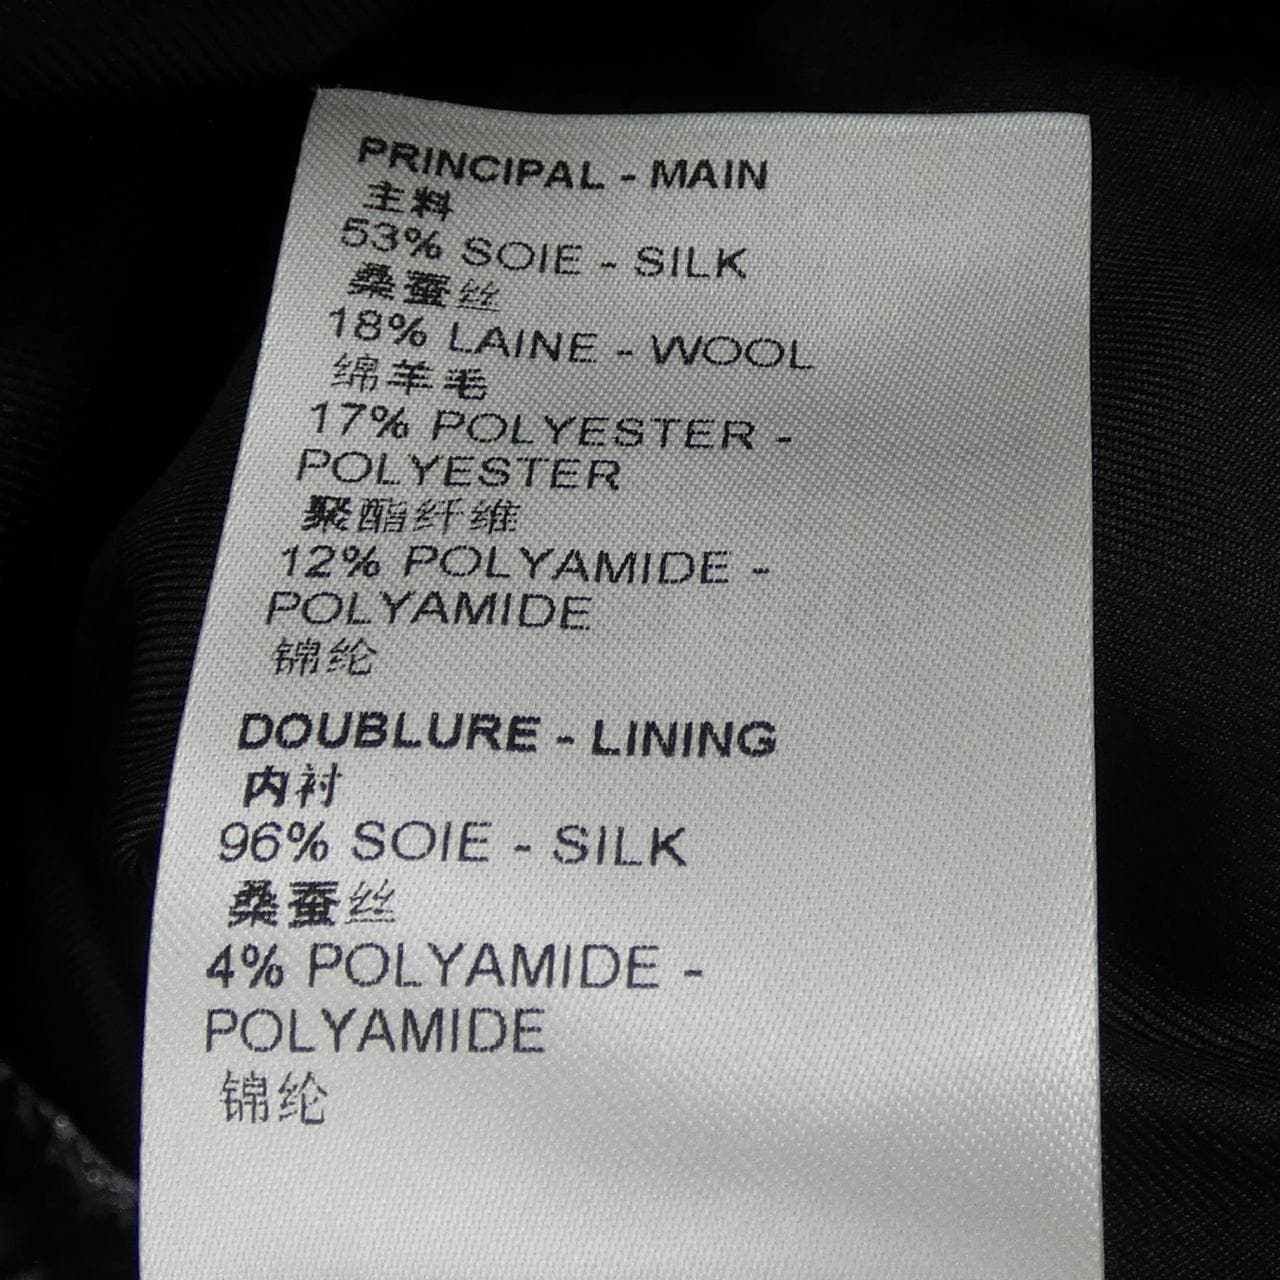 PRINCIPAL - MAIN
主料
53% SOIE - SILK
桑蚕丝
18% LAINE - WOOL
绵羊毛
17% POLYESTER -
POLYESTER
聚酯纤维
12% POLYAMIDE -
POLYAMIDE
锦纶
DOUBLURE - LINING
内衬
96% SOIE - SILK
桑蚕丝
4% POLYAMIDE -
POLYAMIDE
锦纶